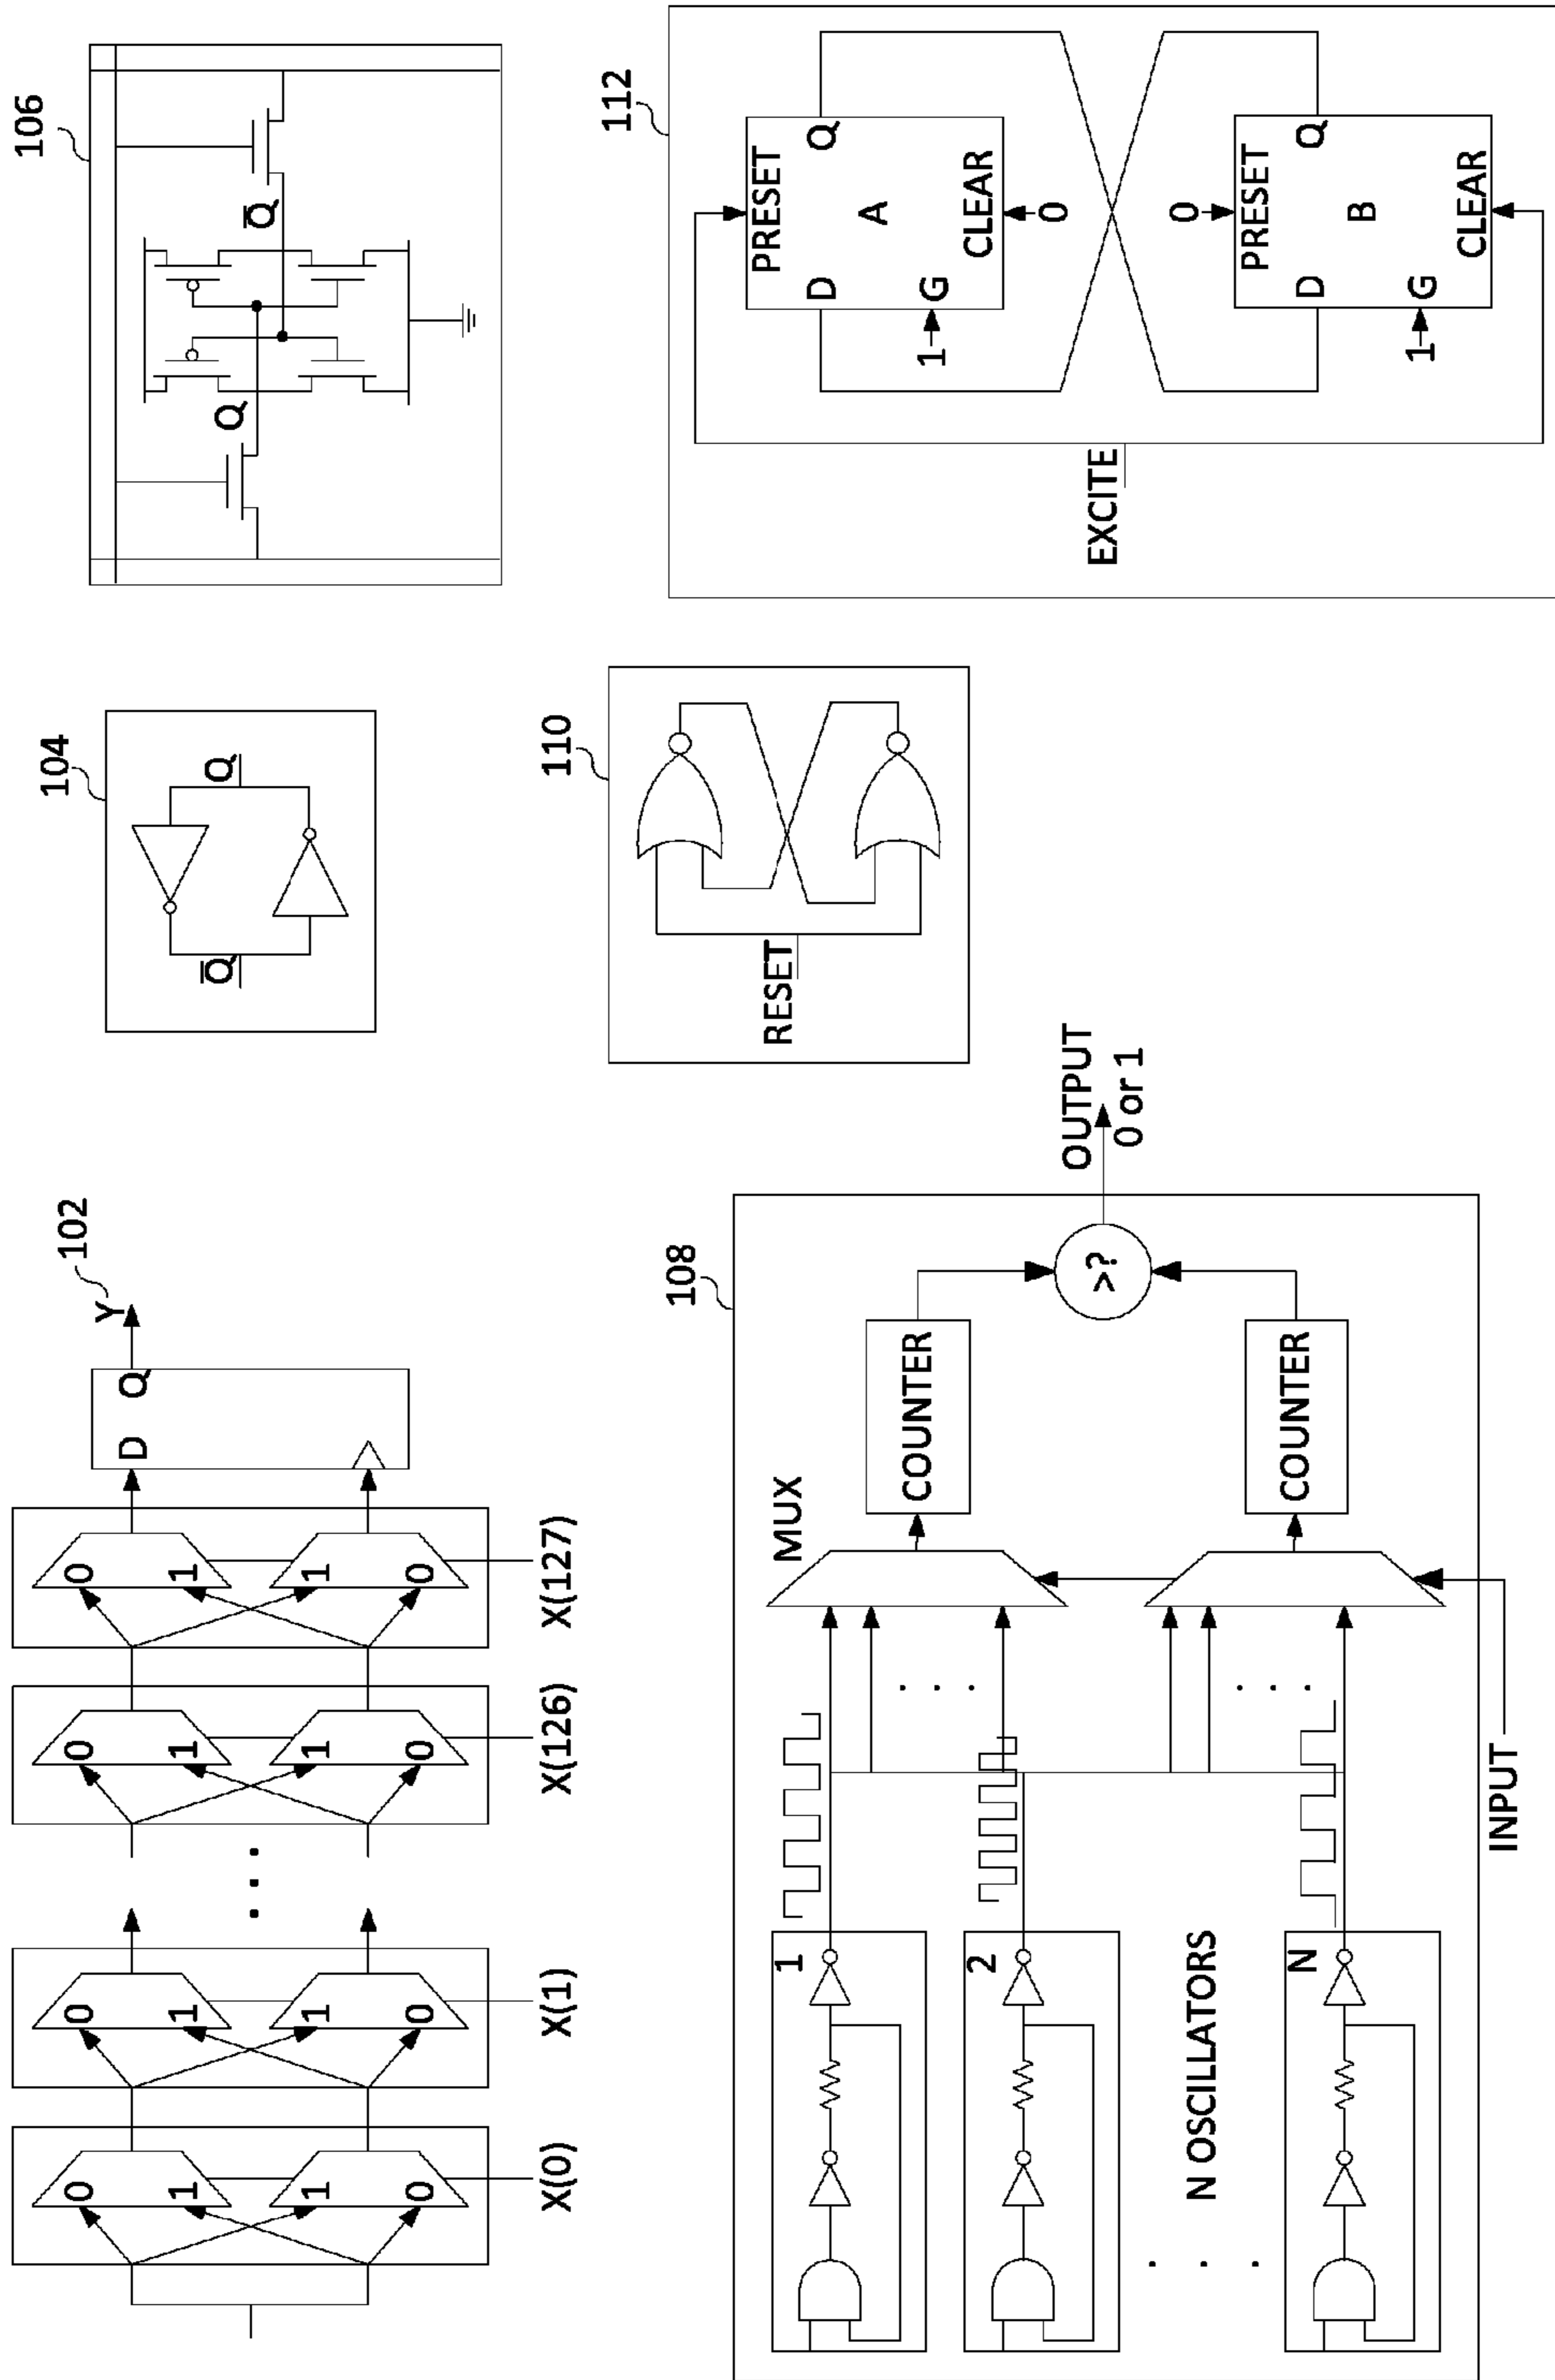 102
Y
D Q
0 0 0 0
1 1 1 1
1 1 1 1
0 0 0 0
X(0) X(1) X(126) X(127)
104
Q
Q
106
Q
Q
108
1
2
N
N OSCILLATORS
MUX
COUNTER
COUNTER
>?
INPUT
OUTPUT
0 or 1
110
RESET
112
PRESET
D Q
A
1 G
CLEAR
0
0
PRESET
D Q
B
1 G
CLEAR
EXCITE